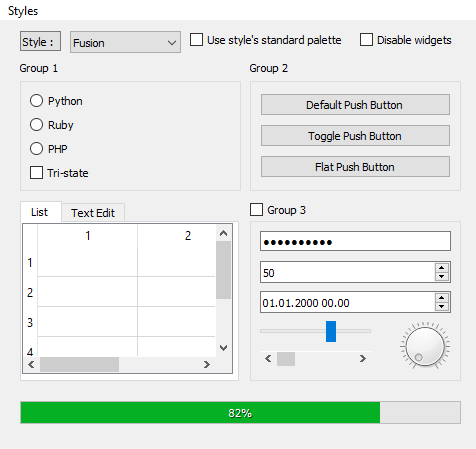 Styles
Style :
Fusion
Use style's standard palette
Disable widgets
Group 1
Group 2
Python
Ruby
PHP
Tri-state
Default Push Button
Toggle Push Button
Flat Push Button
List
Text Edit
1
2
1
2
3
4
Group 3
●●●●●●●●●●
50
01.01.2000 00.00
82%